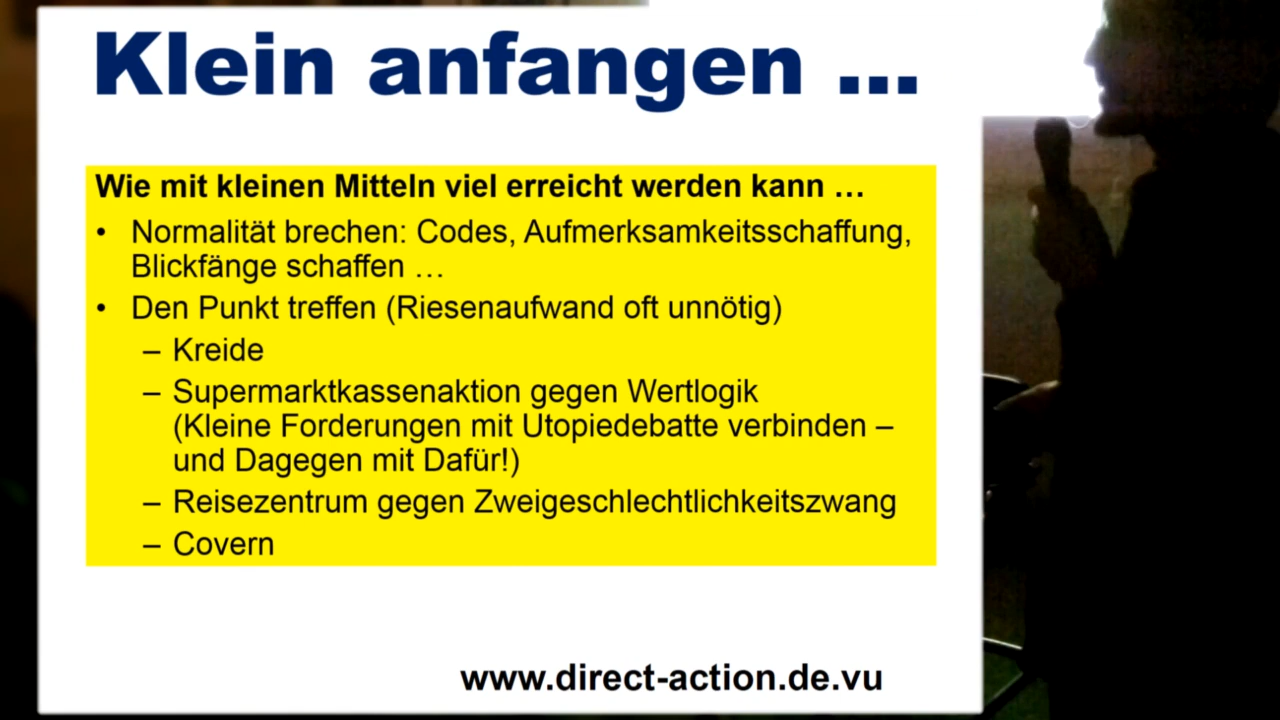 Klein anfangen ...
Wie mit kleinen Mitteln viel erreicht werden kann …
• Normalität brechen: Codes, Aufmerksamkeitsschaffung,
Blickfänge schaffen …
• Den Punkt treffen (Riesenaufwand oft unnötig)
– Kreide
– Supermarktkassenaktion gegen Wertlogik
(Kleine Forderungen mit Utopiedebatte verbinden –
und Dagegen mit Dafür!)
– Reisezentrum gegen Zweigeschlechtlichkeitszwang
– Covern
www.direct-action.de.vu